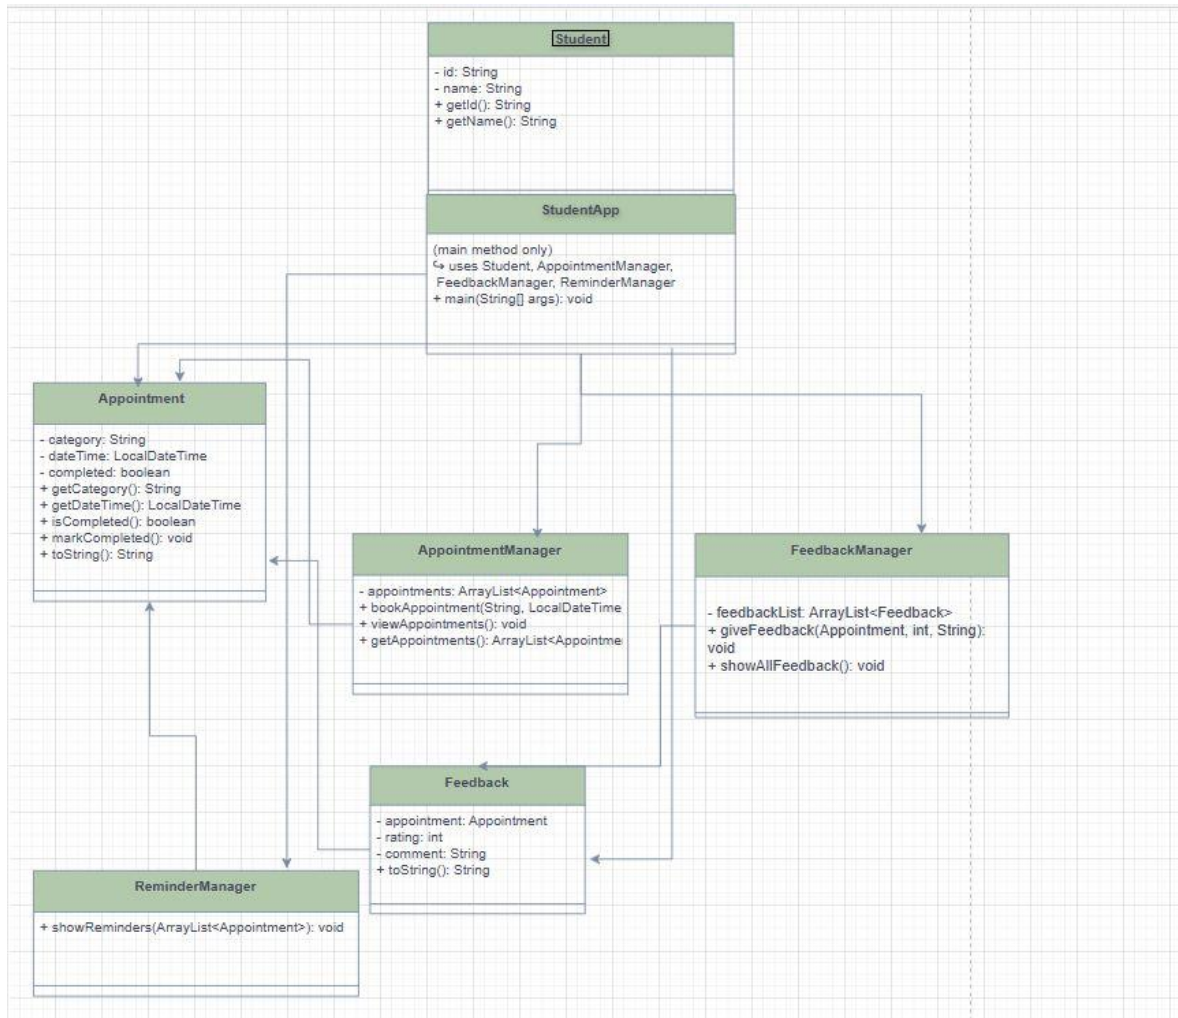 Student
- id: String
- name: String
+ getId(): String
+ getName(): String
StudentApp
(main method only)
↪ uses Student, AppointmentManager,
FeedbackManager, ReminderManager
+ main(String[] args): void
Appointment
- category: String
- dateTime: LocalDateTime
- completed: boolean
+ getCategory(): String
+ getDateTime(): LocalDateTime
+ isCompleted(): boolean
+ markCompleted(): void
+ toString(): String
AppointmentManager
- appointments: ArrayList<Appointment>
+ bookAppointment(String, LocalDateTime
+ viewAppointments(): void
+ getAppointments(): ArrayList<Appointme
FeedbackManager
- feedbackList: ArrayList<Feedback>
+ giveFeedback(Appointment, int, String):
void
+ showAllFeedback(): void
Feedback
- appointment: Appointment
- rating: int
- comment: String
+ toString(): String
ReminderManager
+ showReminders(ArrayList<Appointment>): void